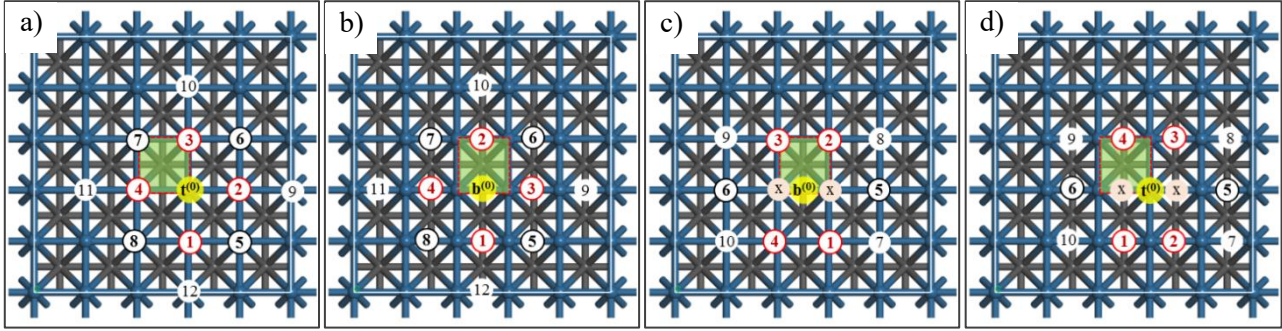 a)
10
7 3 6
11 4 t(0) 2 9
8 1 5
12
b)
10
7 2 6
11 4 b(0) 3 9
8 1 5
12
c)
9 3 2 8
6 x b(0) x 5
10 4 1 7
d)
9 4 3 8
6 x t(0) x 5
10 1 2 7